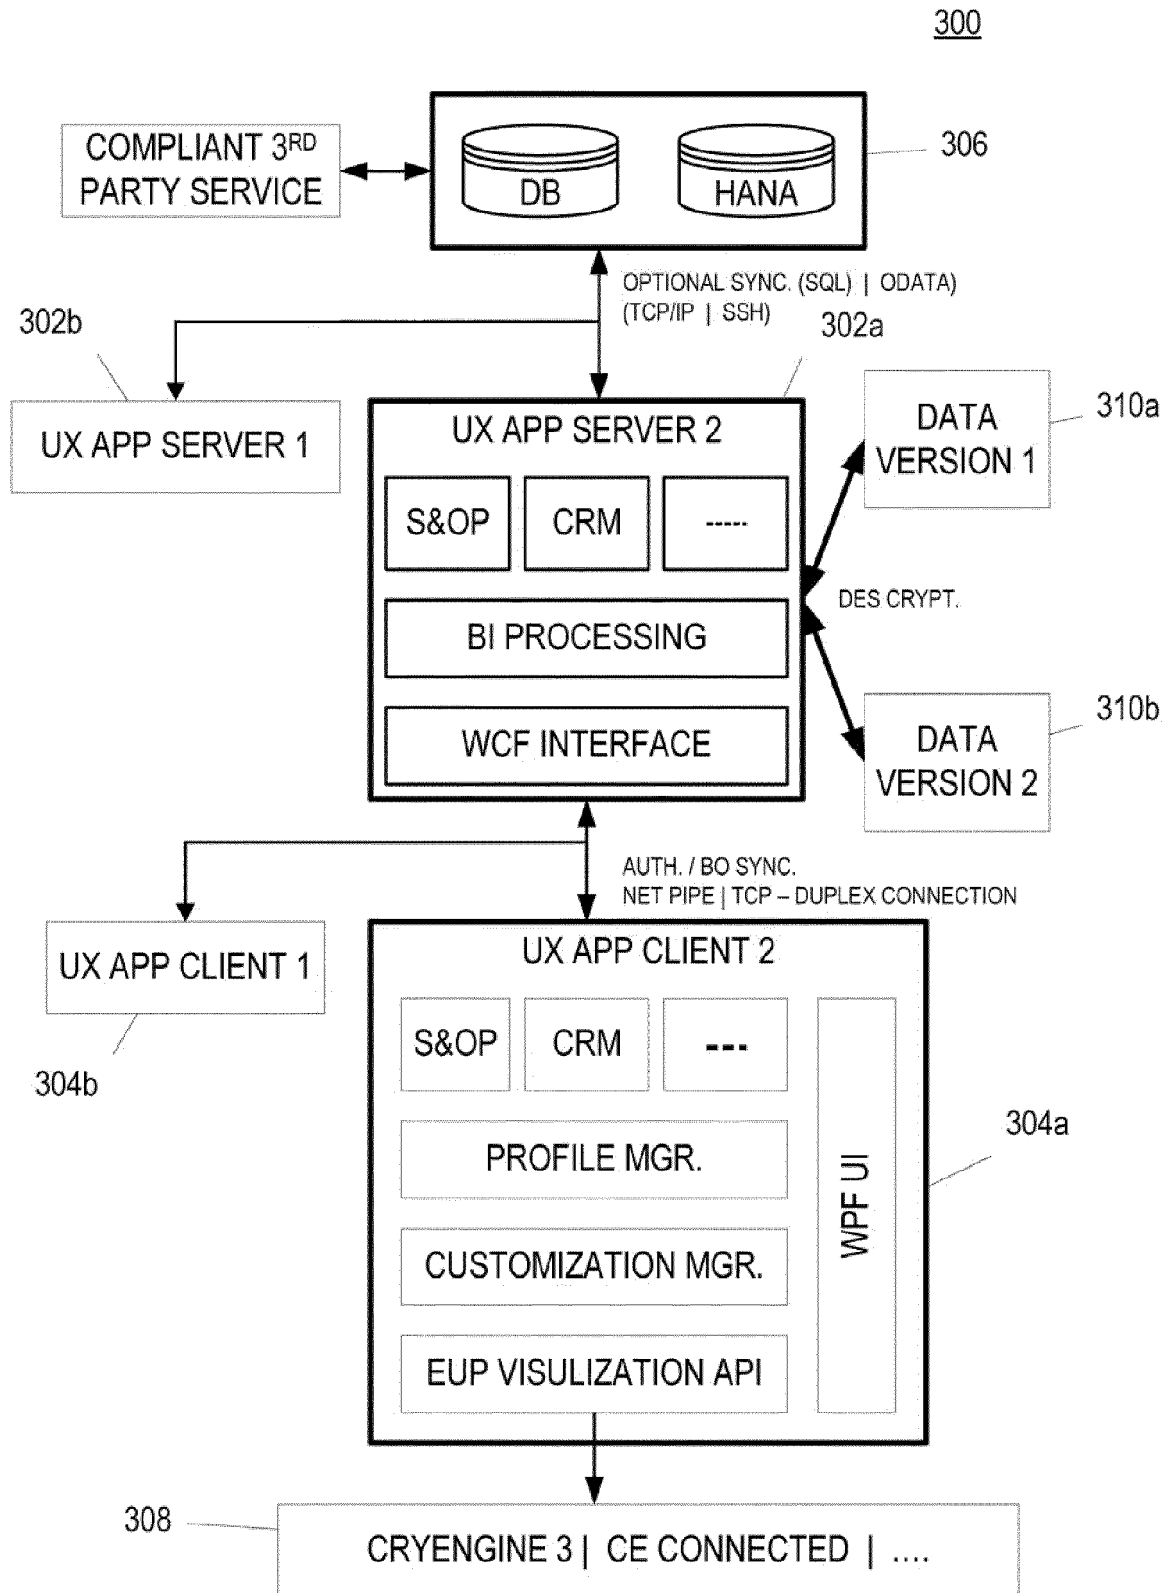 300
COMPLIANT 3RD
PARTY SERVICE
DB
HANA
306
OPTIONAL SYNC. (SQL) | ODATA)
(TCP/IP | SSH)
302b
302a
UX APP SERVER 1
UX APP SERVER 2
S&OP
CRM
-----
BI PROCESSING
WCF INTERFACE
DATA
VERSION 1
310a
DES CRYPT.
DATA
VERSION 2
310b
AUTH. / BO SYNC.
NET PIPE | TCP – DUPLEX CONNECTION
UX APP CLIENT 1
304b
UX APP CLIENT 2
S&OP
CRM
---
PROFILE MGR.
CUSTOMIZATION MGR.
EUP VISULIZATION API
WPF UI
304a
308
CRYENGINE 3 | CE CONNECTED | ....